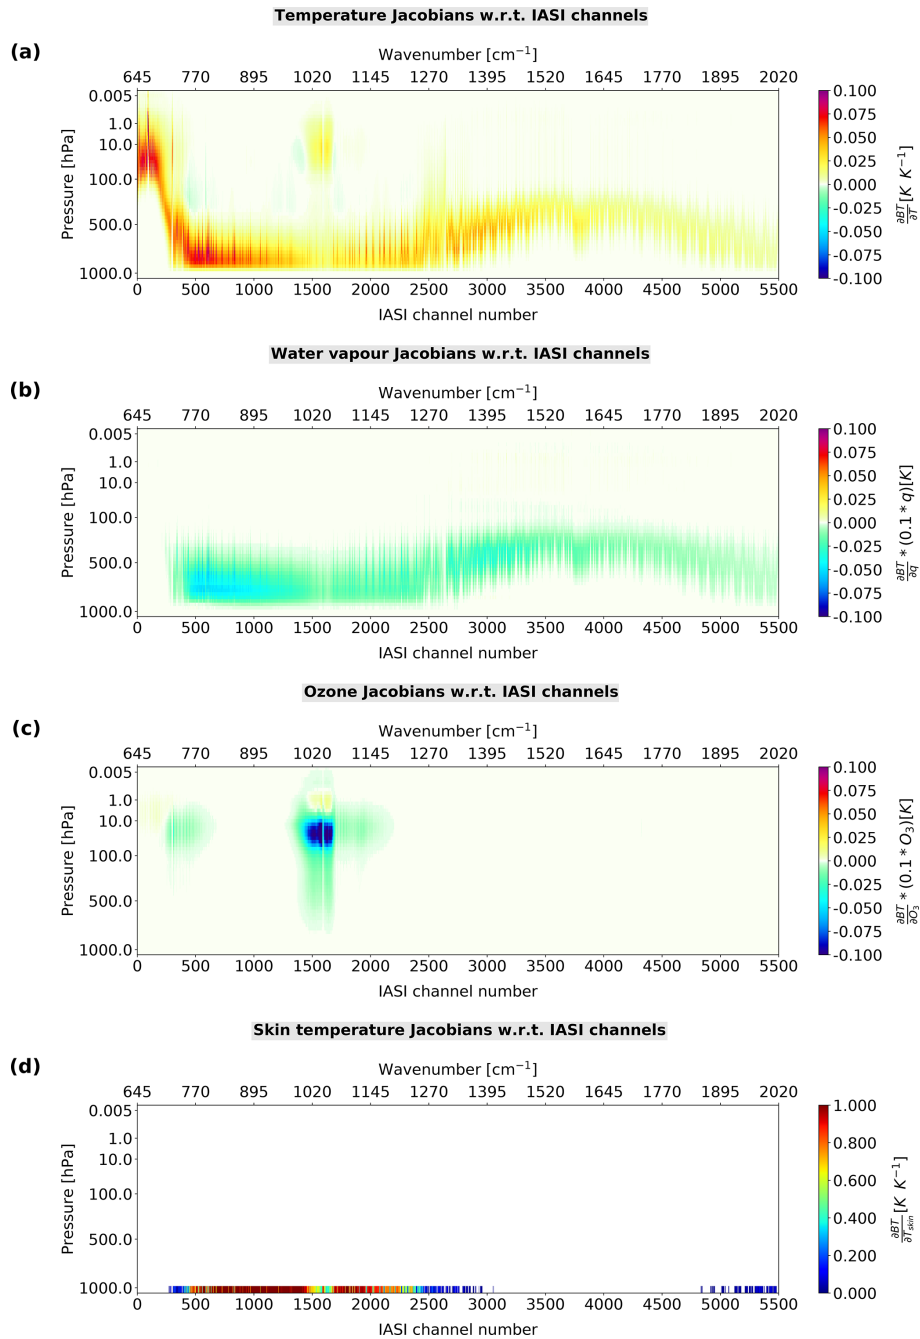 Temperature Jacobians w.r.t. IASI channels
(a)
Wavenumber [cm⁻¹]
645 770 895 1020 1145 1270 1395 1520 1645 1770 1895 2020
Pressure [hPa]
0.005
1.0
10.0
100.0
500.0
1000.0
0 500 1000 1500 2000 2500 3000 3500 4000 4500 5000 5500
IASI channel number
0.100
0.075
0.050
0.025
0.000
-0.025
-0.050
-0.075
-0.100
∂BT/∂T [K K⁻¹]
Water vapour Jacobians w.r.t. IASI channels
(b)
Wavenumber [cm⁻¹]
645 770 895 1020 1145 1270 1395 1520 1645 1770 1895 2020
Pressure [hPa]
0.005
1.0
10.0
100.0
500.0
1000.0
0 500 1000 1500 2000 2500 3000 3500 4000 4500 5000 5500
IASI channel number
0.100
0.075
0.050
0.025
0.000
-0.025
-0.050
-0.075
-0.100
∂BT/∂q * (0.1 * q)[K]
Ozone Jacobians w.r.t. IASI channels
(c)
Wavenumber [cm⁻¹]
645 770 895 1020 1145 1270 1395 1520 1645 1770 1895 2020
Pressure [hPa]
0.005
1.0
10.0
100.0
500.0
1000.0
0 500 1000 1500 2000 2500 3000 3500 4000 4500 5000 5500
IASI channel number
0.100
0.075
0.050
0.025
0.000
-0.025
-0.050
-0.075
-0.100
∂BT/∂O₃ * (0.1 * O₃)[K]
Skin temperature Jacobians w.r.t. IASI channels
(d)
Wavenumber [cm⁻¹]
645 770 895 1020 1145 1270 1395 1520 1645 1770 1895 2020
Pressure [hPa]
0.005
1.0
10.0
100.0
500.0
1000.0
0 500 1000 1500 2000 2500 3000 3500 4000 4500 5000 5500
IASI channel number
1.000
0.800
0.600
0.400
0.200
0.000
∂BT/∂T_skin [K K⁻¹]